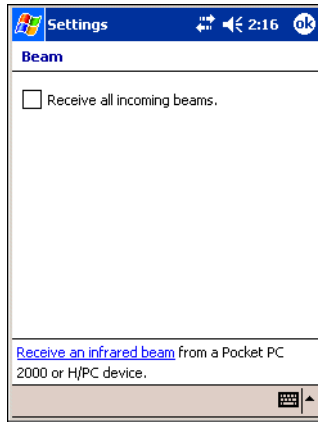 Settings 2:16 ok
Beam
Receive all incoming beams.
Receive an infrared beam from a Pocket PC
2000 or H/PC device.